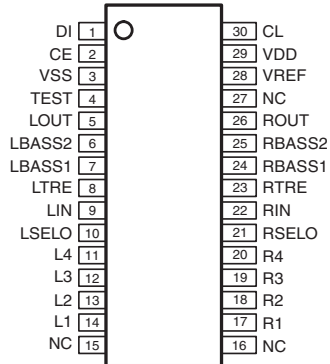 DI 1 30 CL
CE 2 29 VDD
VSS 3 28 VREF
TEST 4 27 NC
LOUT 5 26 ROUT
LBASS2 6 25 RBASS2
LBASS1 7 24 RBASS1
LTRE 8 23 RTRE
LIN 9 22 RIN
LSELO 10 21 RSELO
L4 11 20 R4
L3 12 19 R3
L2 13 18 R2
L1 14 17 R1
NC 15 16 NC